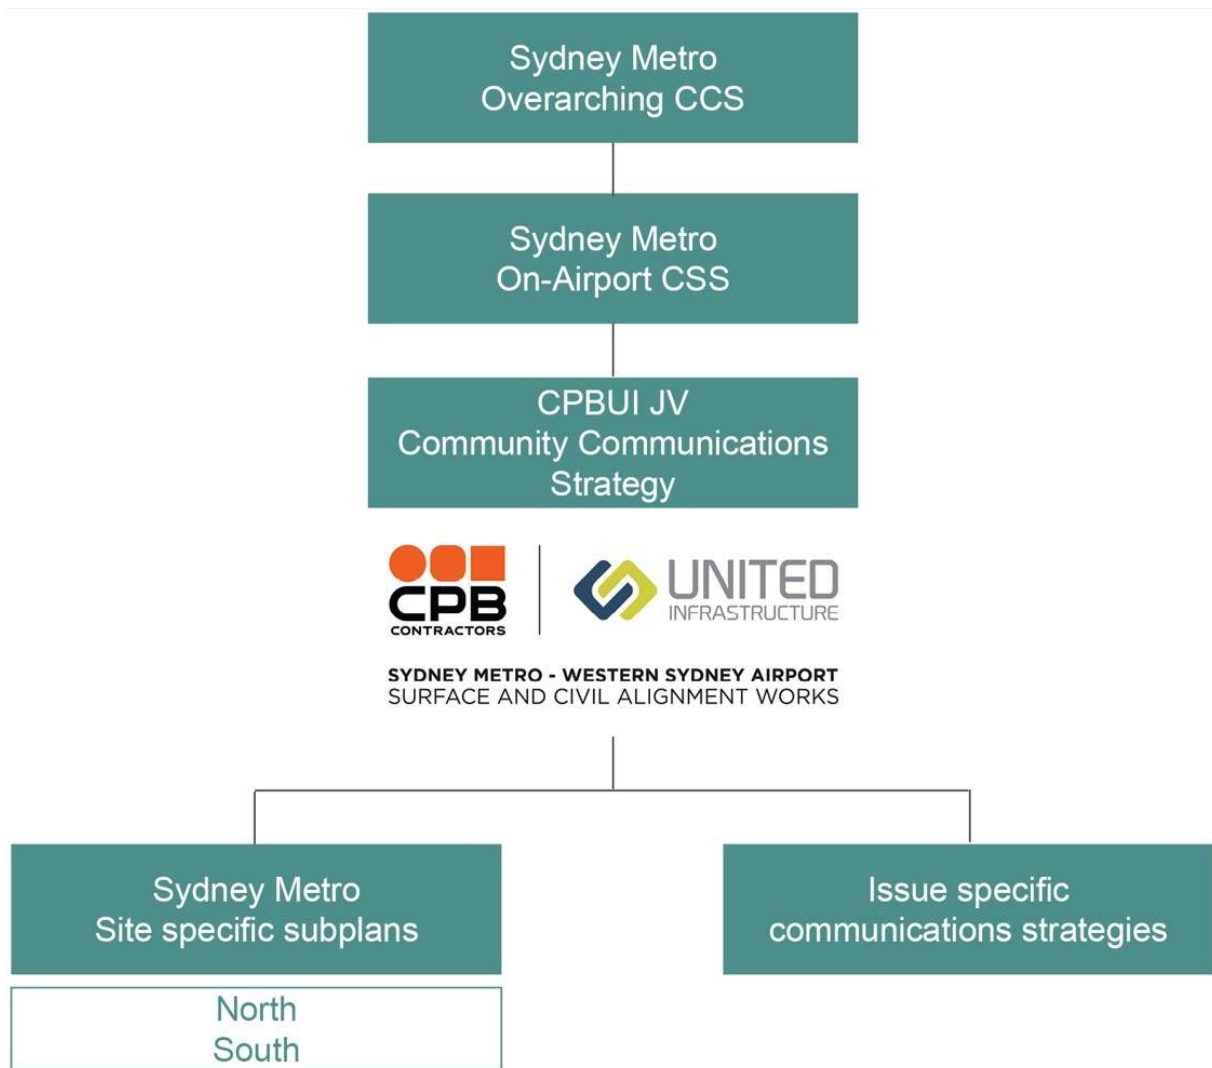 Sydney Metro
Overarching CCS
Sydney Metro
On-Airport CSS
CPBUI JV
Community Communications
Strategy
CPB
CONTRACTORS
UNITED
INFRASTRUCTURE
SYDNEY METRO - WESTERN SYDNEY AIRPORT
SURFACE AND CIVIL ALIGNMENT WORKS
Sydney Metro
Site specific subplans
North
South
Issue specific
communications strategies